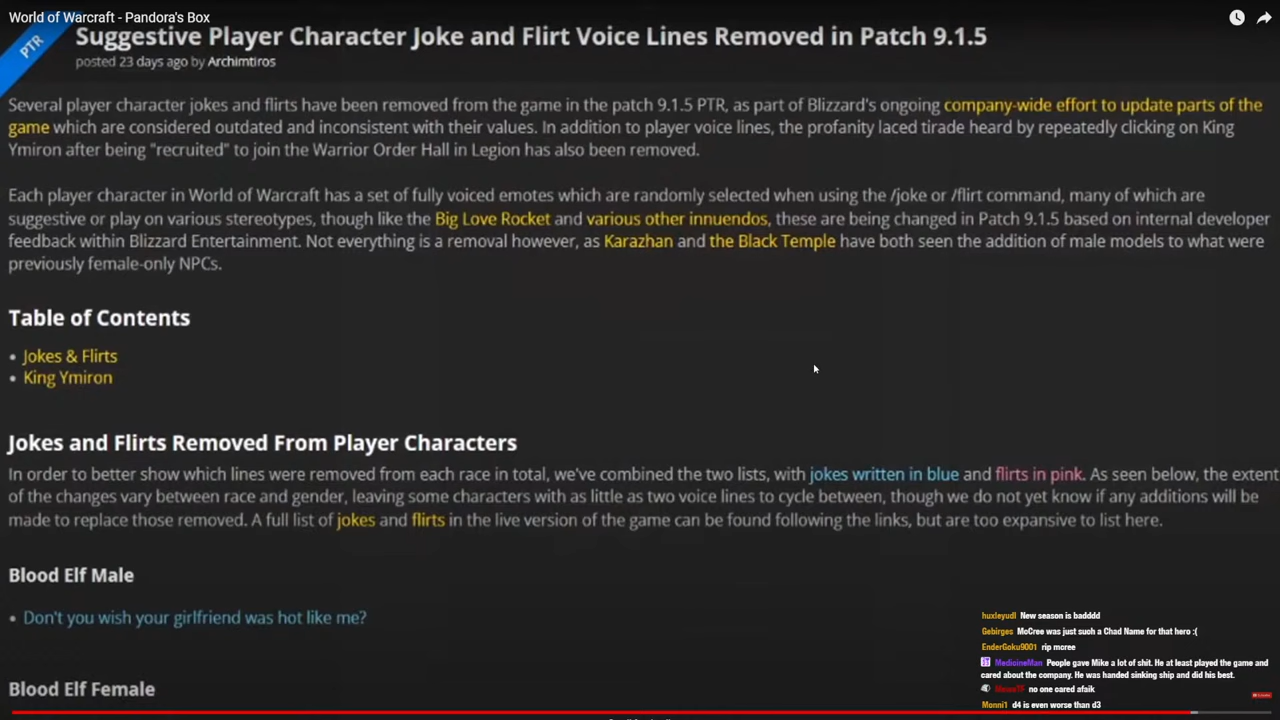 World of Warcraft - Pandora's Box
PTR
Suggestive Player Character Joke and Flirt Voice Lines Removed in Patch 9.1.5
posted 23 days ago by Archimtiros
Several player character jokes and flirts have been removed from the game in the patch 9.1.5 PTR, as part of Blizzard's ongoing company-wide effort to update parts of the
game which are considered outdated and inconsistent with their values. In addition to player voice lines, the profanity laced tirade heard by repeatedly clicking on King
Ymiron after being "recruited" to join the Warrior Order Hall in Legion has also been removed.
Each player character in World of Warcraft has a set of fully voiced emotes which are randomly selected when using the /joke or /flirt command, many of which are
suggestive or play on various stereotypes, though like the Big Love Rocket and various other innuendos, these are being changed in Patch 9.1.5 based on internal developer
feedback within Blizzard Entertainment. Not everything is a removal however, as Karazhan and the Black Temple have both seen the addition of male models to what were
previously female-only NPCs.
Table of Contents
• Jokes & Flirts
• King Ymiron
Jokes and Flirts Removed From Player Characters
In order to better show which lines were removed from each race in total, we've combined the two lists, with jokes written in blue and flirts in pink. As seen below, the extent
of the changes vary between race and gender, leaving some characters with as little as two voice lines to cycle between, though we do not yet know if any additions will be
made to replace those removed. A full list of jokes and flirts in the live version of the game can be found following the links, but are too expansive to list here.
Blood Elf Male
• Don't you wish your girlfriend was hot like me?
Blood Elf Female
huxleyudl New season is badddd
Gebirges McCree was just such a Chad Name for that hero :(
EnderGoku9001 rip mcree
MedicineMan People gave Mike a lot of shit. He at least played the game and
cared about the company. He was handed sinking ship and did his best.
no one cared afaik
Monni1 d4 is even worse than d3